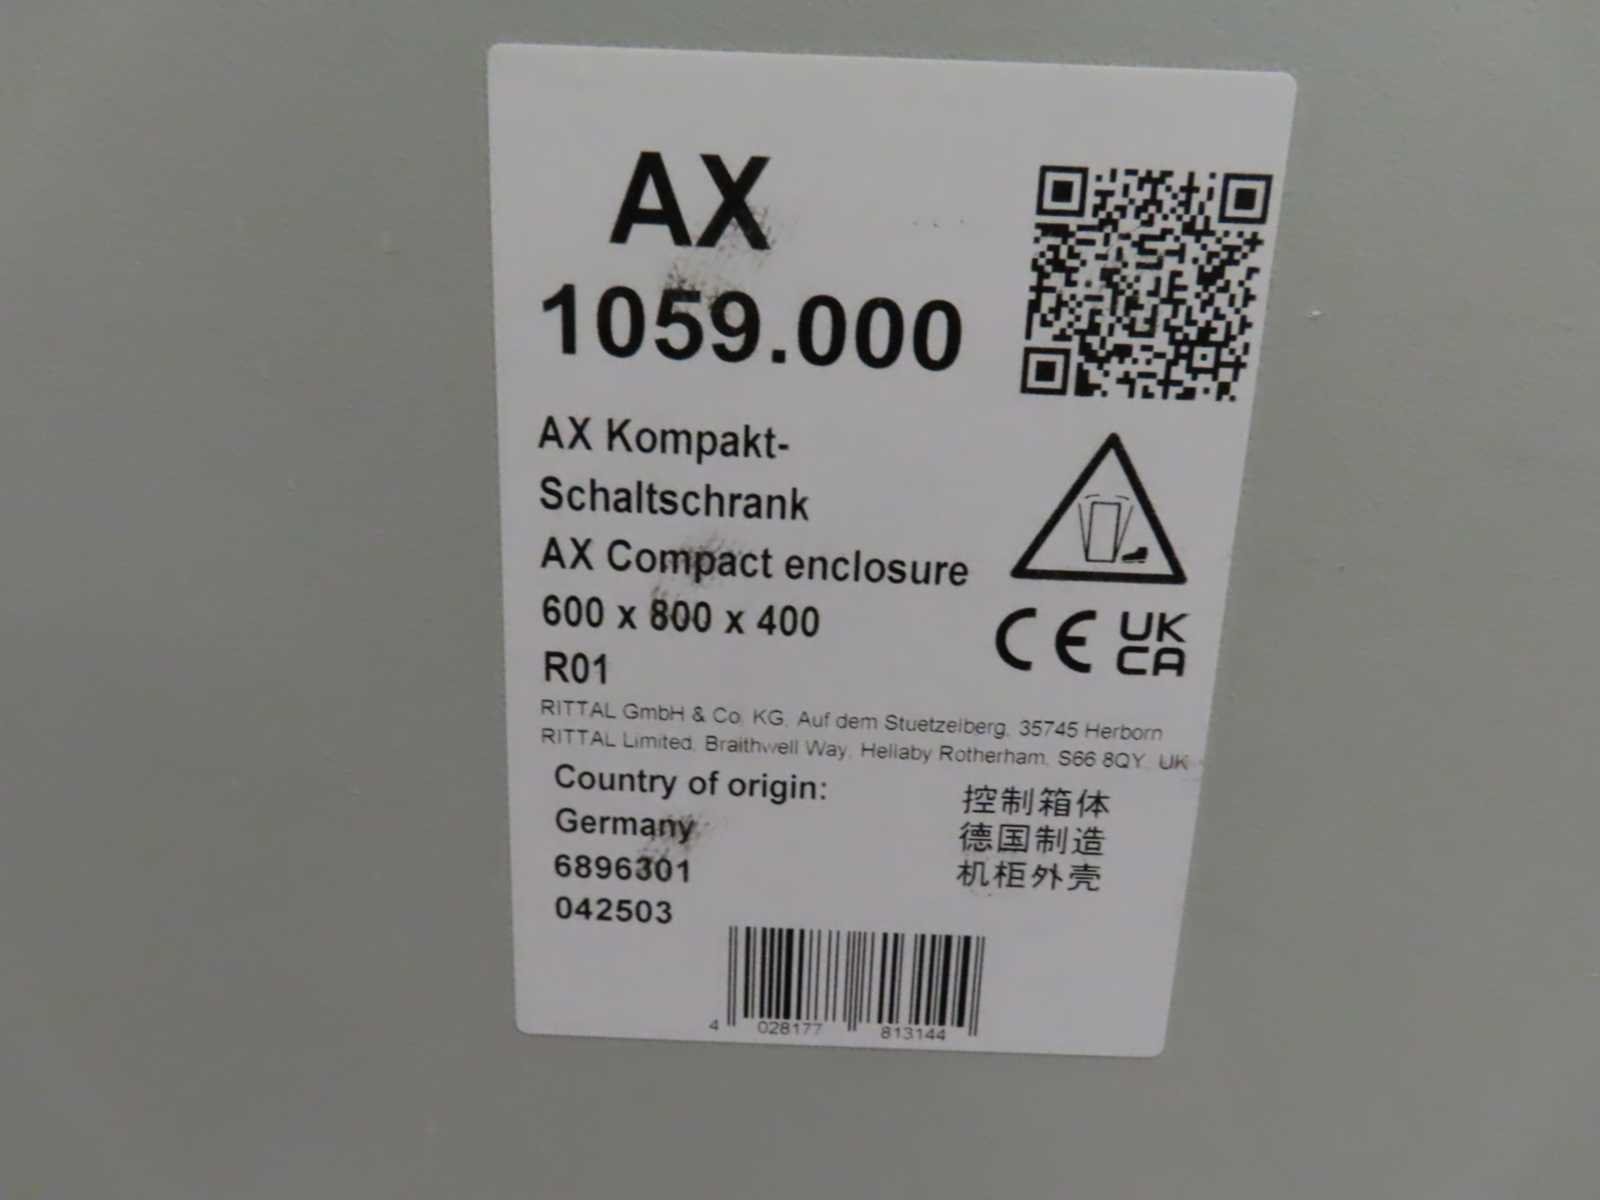 AX
1059.000
AX Kompakt-
Schaltschrank
AX Compact enclosure
600 x 800 x 400
R01
CE UK
CA
RITTAL GmbH & Co. KG, Auf dem Stuetzelberg, 35745 Herborn
RITTAL Limited, Braithwell Way, Hellaby Rotherham, S66 8QY, UK
Country of origin:
Germany
6896301
042503
控制箱体
德国制造
机柜外壳
4 028177 813144